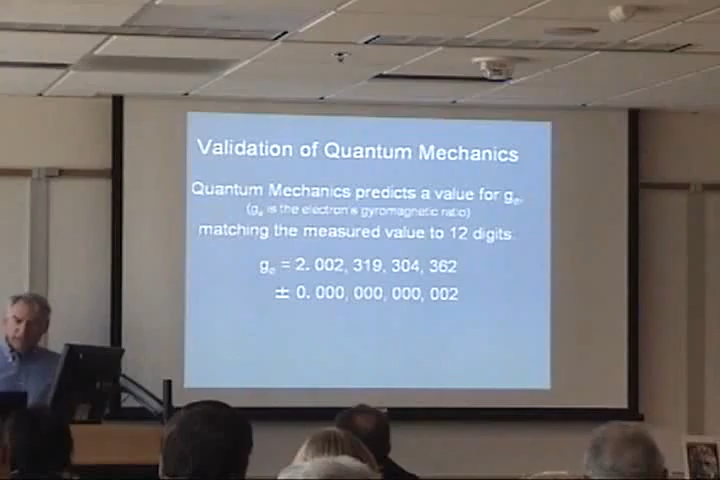 Validation of Quantum Mechanics
Quantum Mechanics predicts a value for gₑ,
(gₑ is the electron's gyromagnetic ratio)
matching the measured value to 12 digits:
gₑ = 2. 002, 319, 304, 362
± 0. 000, 000, 000, 002